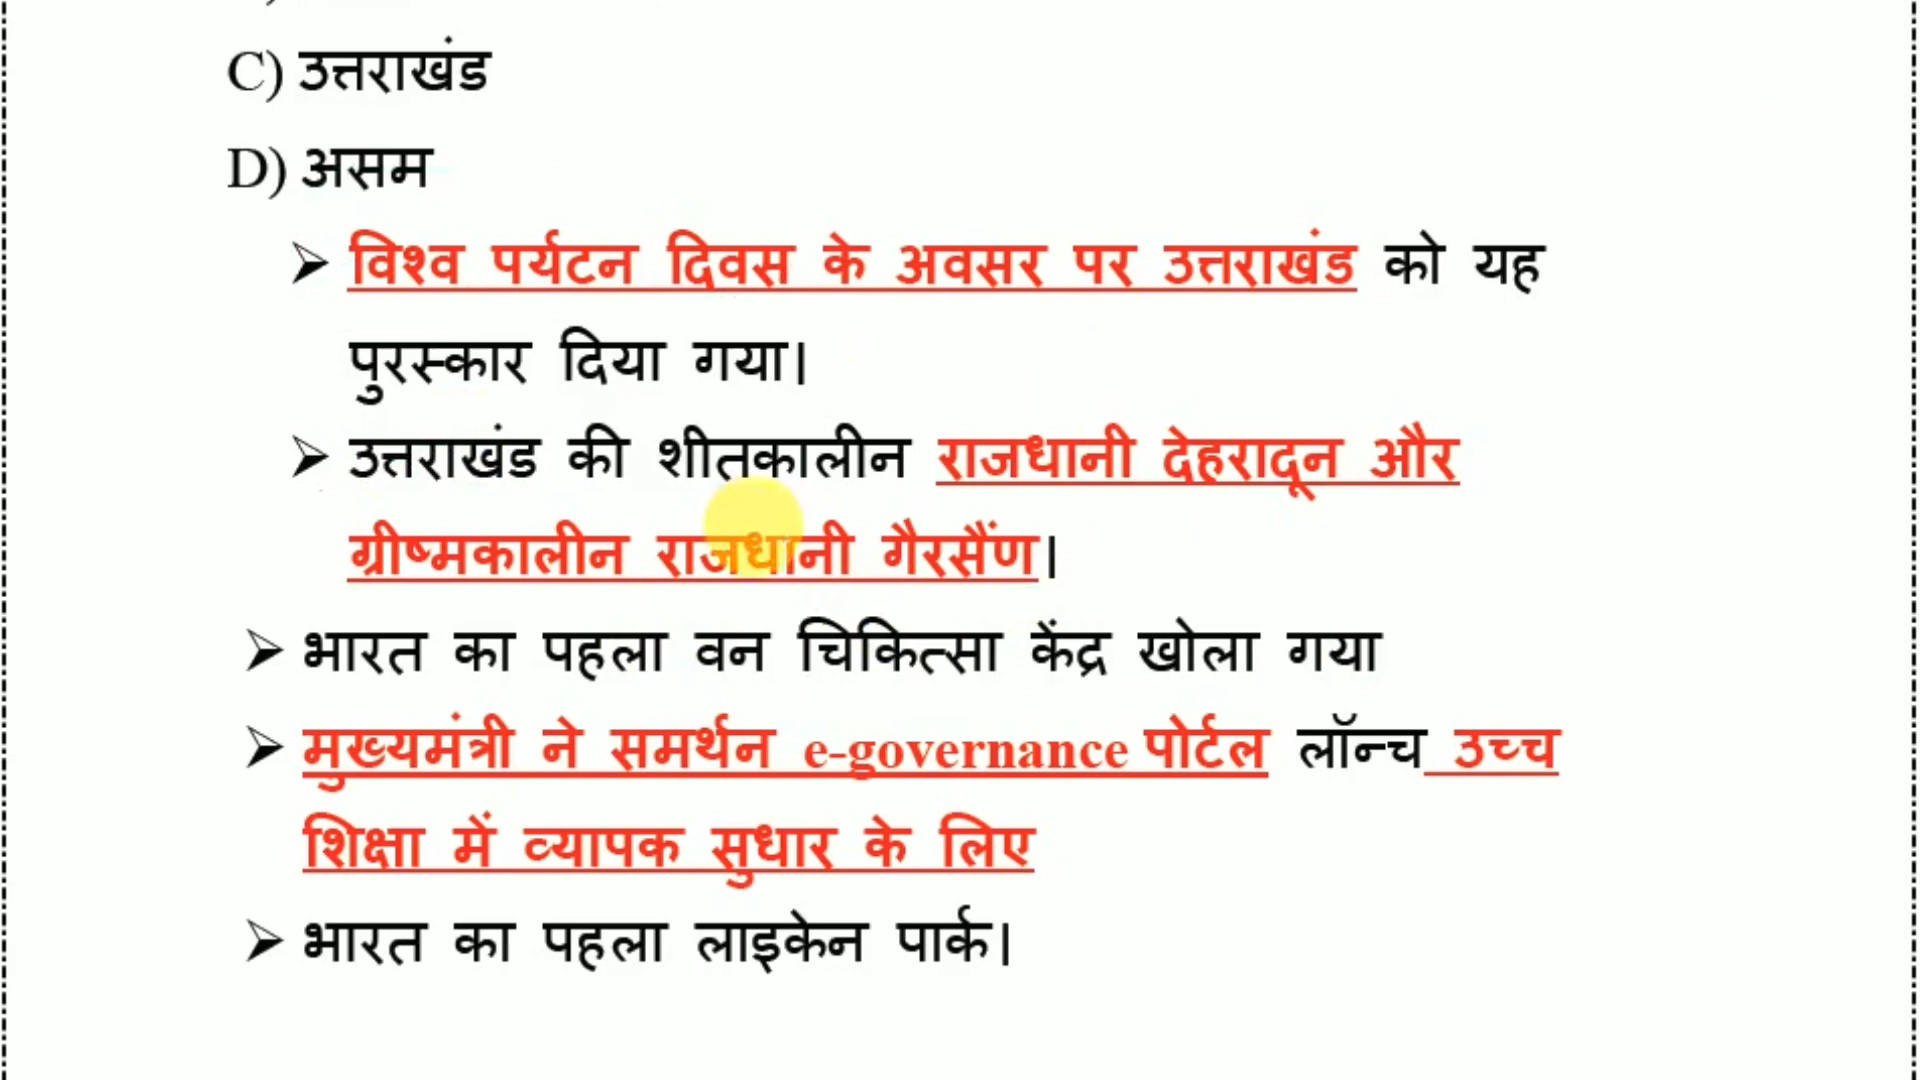 C) उत्तराखंड
D) असम
➢ विश्व पर्यटन दिवस के अवसर पर उत्तराखंड को यह
पुरस्कार दिया गया।
➢ उत्तराखंड की शीतकालीन राजधानी देहरादून और
ग्रीष्मकालीन राजधानी गैरसैंण।
➢ भारत का पहला वन चिकित्सा केंद्र खोला गया
➢ मुख्यमंत्री ने समर्थन e-governance पोर्टल लॉन्च उच्च
शिक्षा में व्यापक सुधार के लिए
➢ भारत का पहला लाइकेन पार्क।